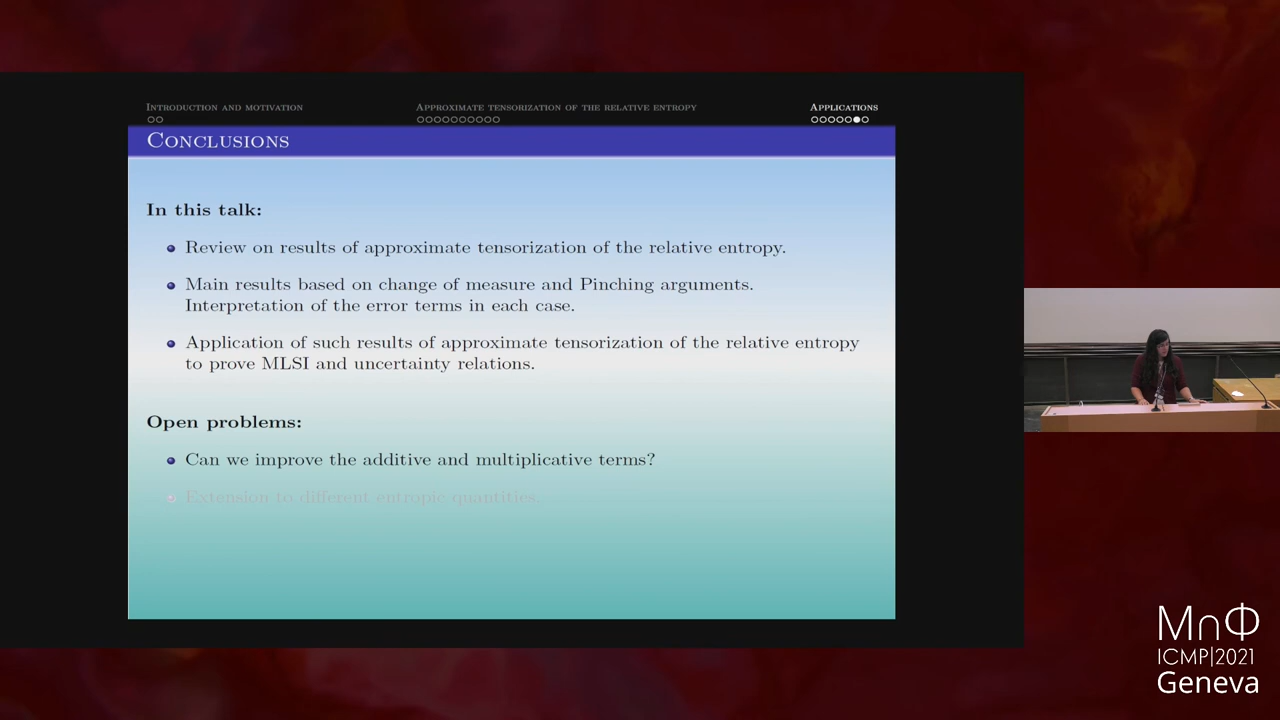 Introduction and motivation
Approximate tensorization of the relative entropy
Applications
Conclusions
In this talk:
Review on results of approximate tensorization of the relative entropy.
Main results based on change of measure and Pinching arguments.
Interpretation of the error terms in each case.
Application of such results of approximate tensorization of the relative entropy
to prove MLSI and uncertainty relations.
Open problems:
Can we improve the additive and multiplicative terms?
Extension to different entropic quantities.
MηΦ
ICMP|2021
Geneva